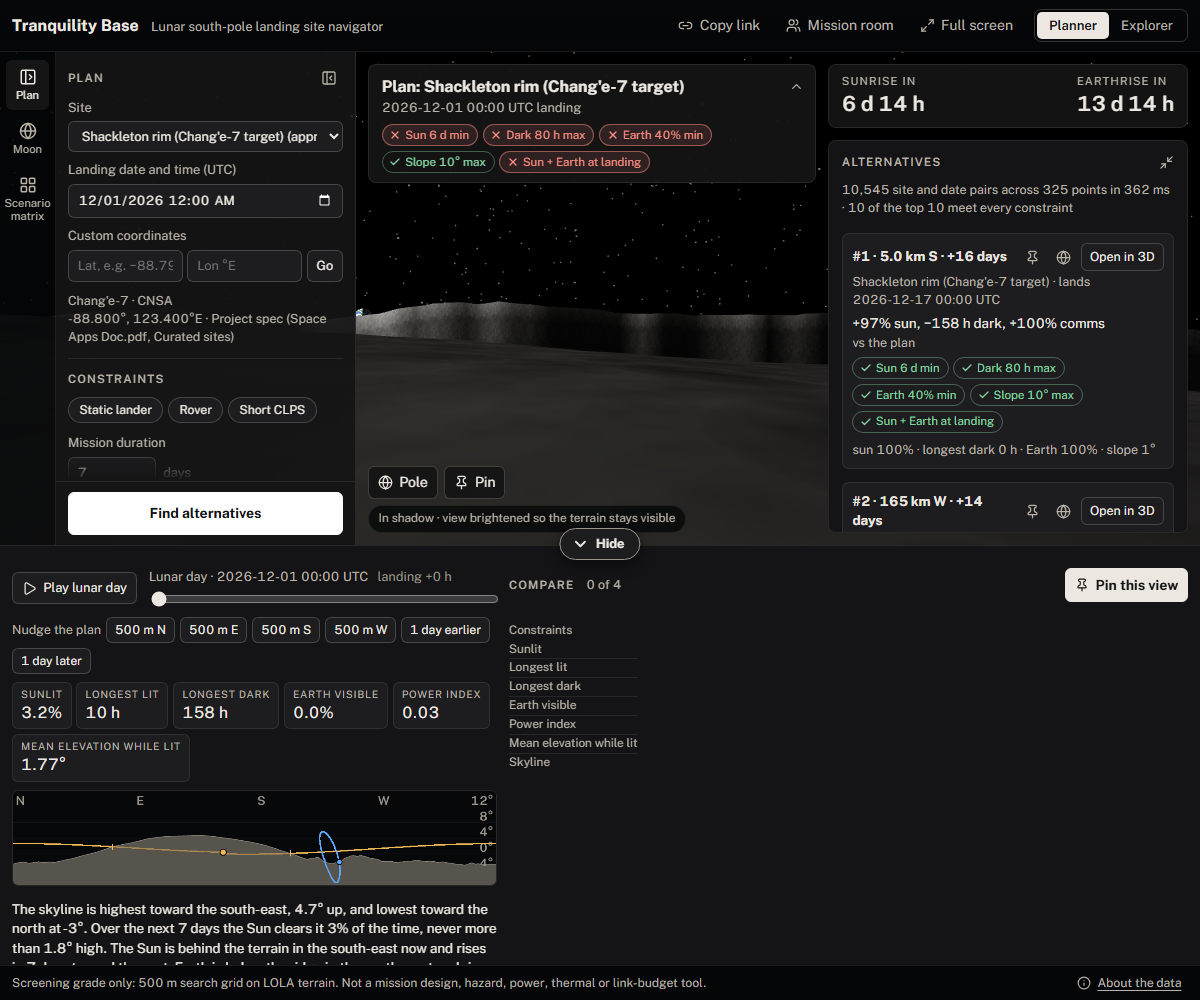 Tranquility Base Lunar south-pole landing site navigator
Copy link Mission room Full screen Planner Explorer
Plan
Moon
Scenario
matrix
PLAN
Site
Shackleton rim (Chang'e-7 target) (appr
Landing date and time (UTC)
12/01/2026 12:00 AM
Custom coordinates
Lat, e.g. −88.79 Lon °E Go
Chang'e-7 · CNSA
-88.800°, 123.400°E · Project spec (Space
Apps Doc.pdf, Curated sites)
CONSTRAINTS
Static lander Rover Short CLPS
Mission duration
7 days
Find alternatives
Plan: Shackleton rim (Chang'e-7 target)
2026-12-01 00:00 UTC landing
Sun 6 d min Dark 80 h max Earth 40% min
Slope 10° max Sun + Earth at landing
Pole Pin
In shadow · view brightened so the terrain stays visible
Hide
SUNRISE IN EARTHRISE IN
6 d 14 h 13 d 14 h
ALTERNATIVES
10,545 site and date pairs across 325 points in 362 ms
· 10 of the top 10 meet every constraint
#1 · 5.0 km S · +16 days Open in 3D
Shackleton rim (Chang'e-7 target) · lands
2026-12-17 00:00 UTC
+97% sun, −158 h dark, +100% comms
vs the plan
Sun 6 d min Dark 80 h max
Earth 40% min Slope 10° max
Sun + Earth at landing
sun 100% · longest dark 0 h · Earth 100% · slope 1°
#2 · 165 km W · +14
days Open in 3D
Play lunar day Lunar day · 2026-12-01 00:00 UTC landing +0 h
Nudge the plan 500 m N 500 m E 500 m S 500 m W 1 day earlier
1 day later
SUNLIT LONGEST LIT LONGEST DARK EARTH VISIBLE POWER INDEX
3.2% 10 h 158 h 0.0% 0.03
MEAN ELEVATION WHILE LIT
1.77°
N E S W 12°
8°
4°
0°
4°
The skyline is highest toward the south-east, 4.7° up, and lowest toward the
north at -3°. Over the next 7 days the Sun clears it 3% of the time, never more
than 1.8° high. The Sun is behind the terrain in the south-east now and rises
COMPARE 0 of 4 Pin this view
Constraints
Sunlit
Longest lit
Longest dark
Earth visible
Power index
Mean elevation while lit
Skyline
Screening grade only: 500 m search grid on LOLA terrain. Not a mission design, hazard, power, thermal or link-budget tool.
About the data